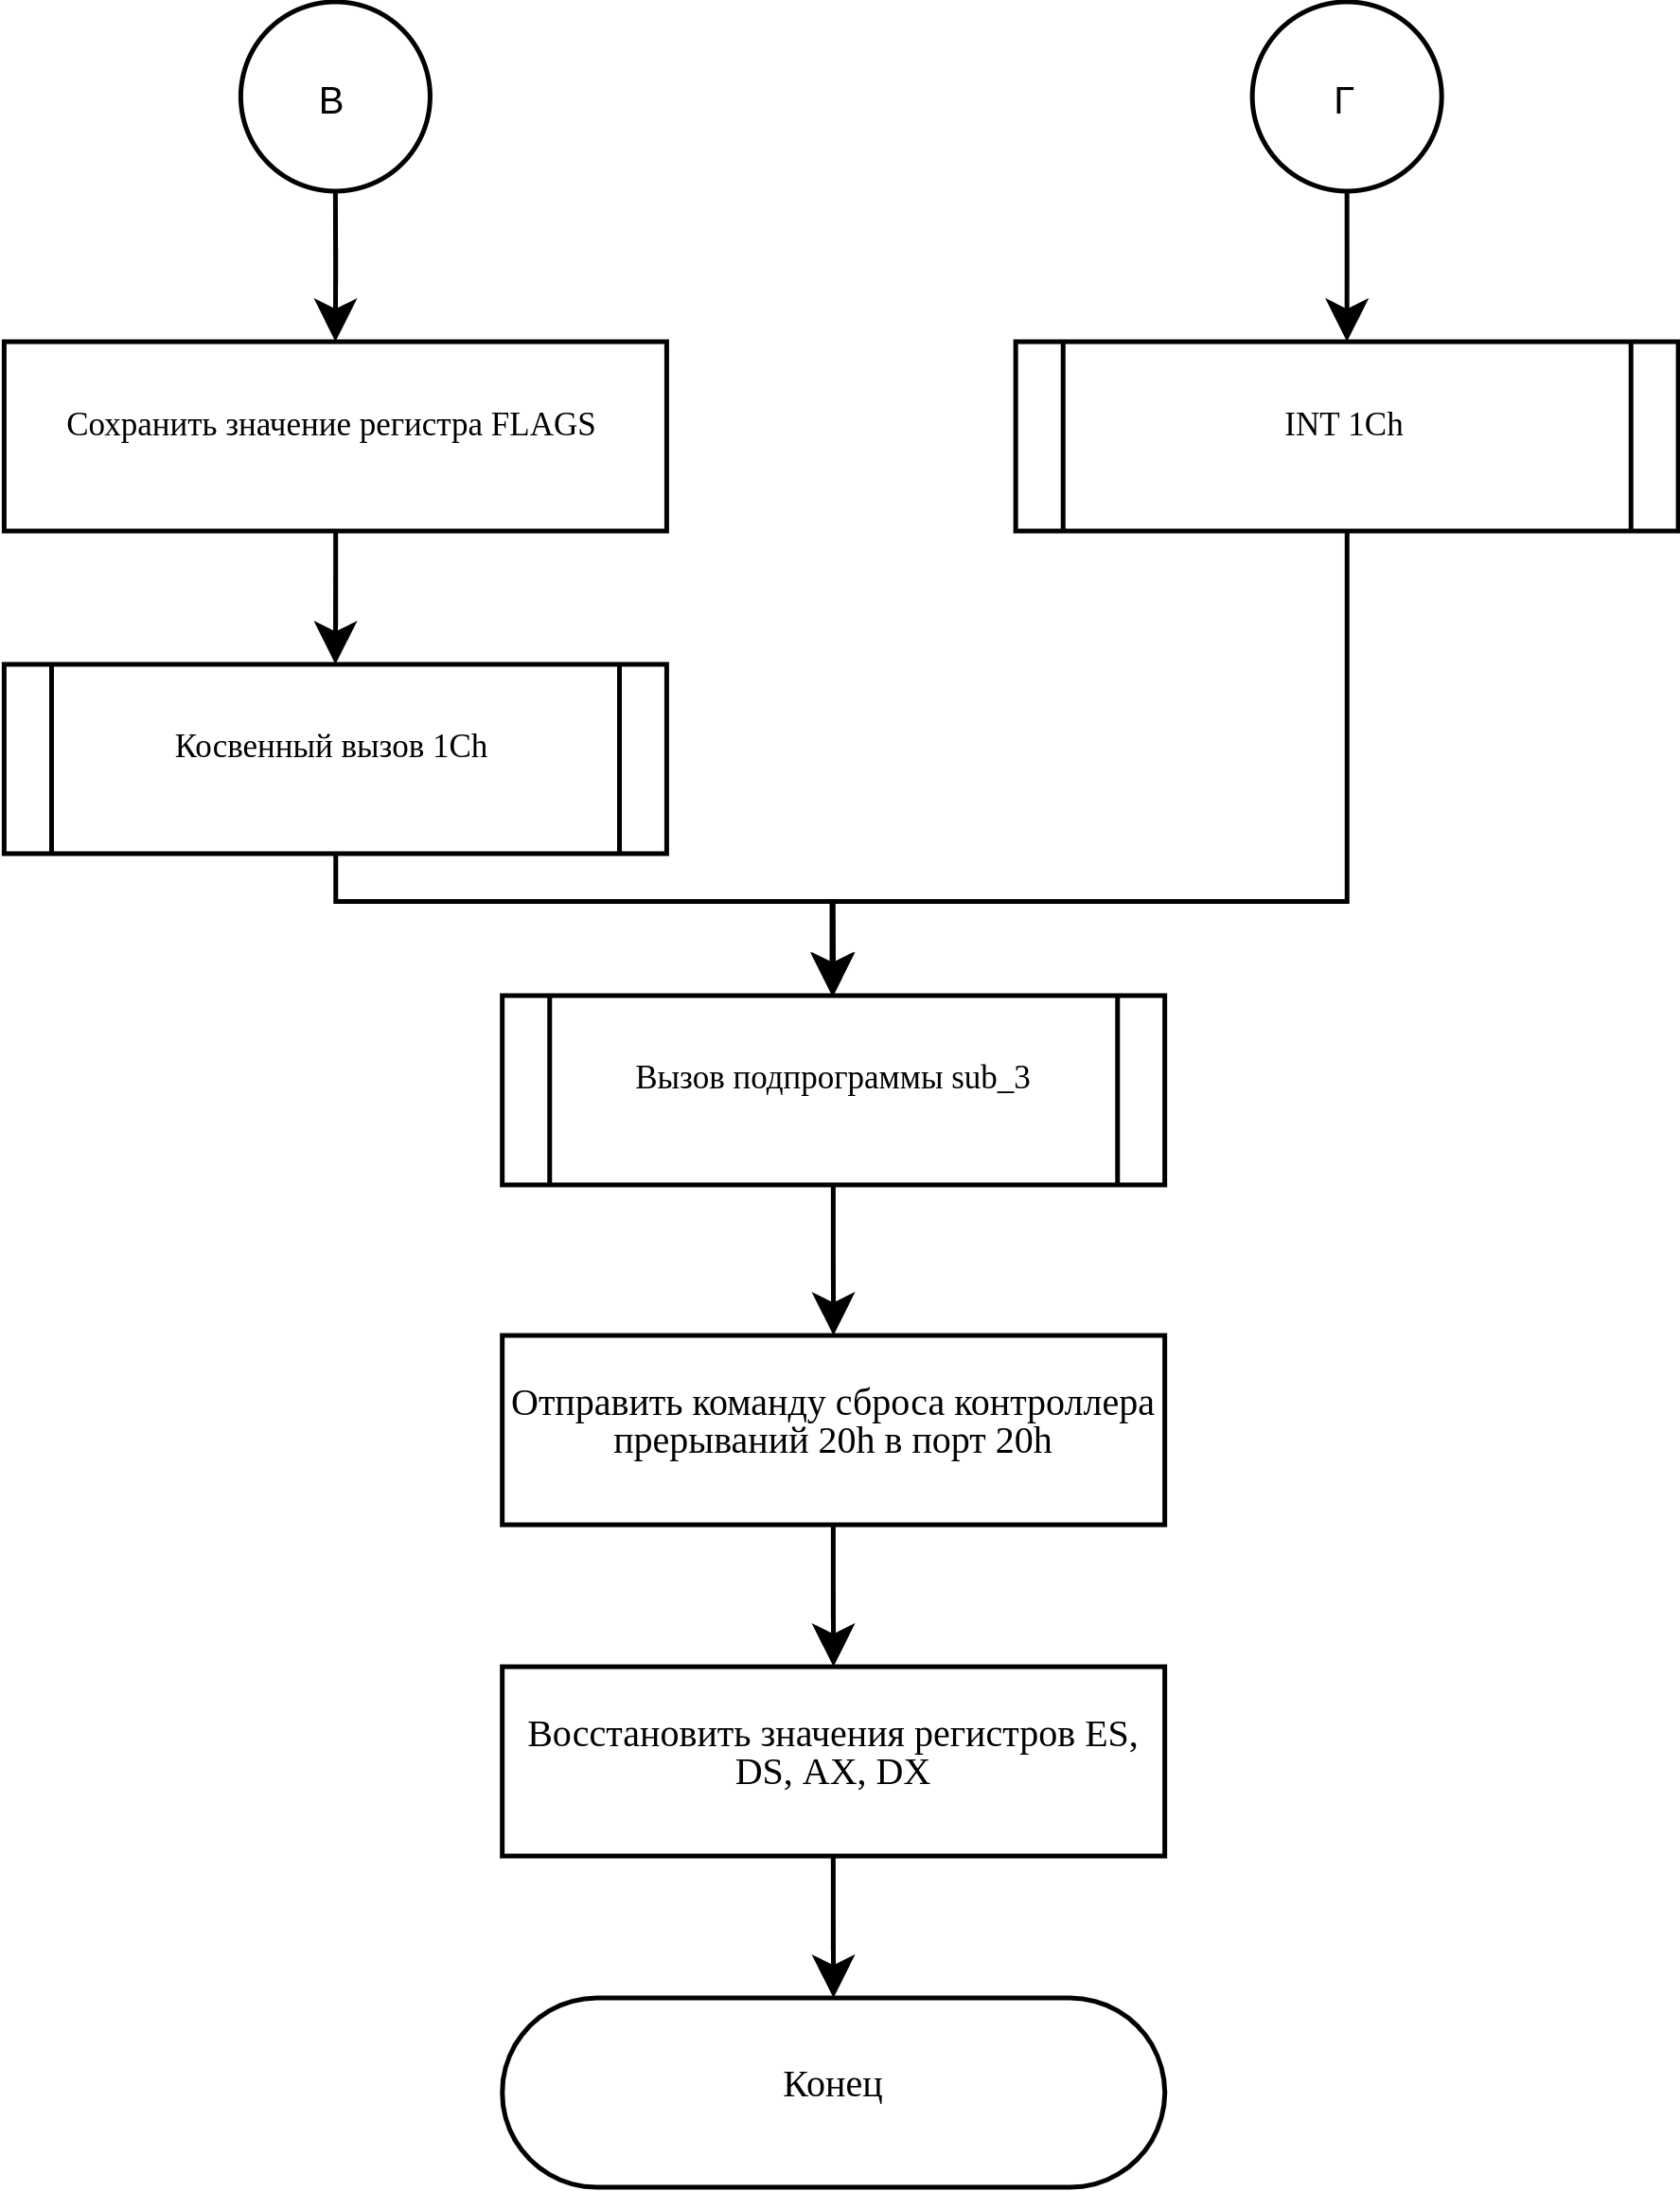 В
Г
Сохранить значение регистра FLAGS
INT 1Ch
Косвенный вызов 1Ch
Вызов подпрограммы sub_3
Отправить команду сброса контроллера
прерываний 20h в порт 20h
Восстановить значения регистров ES,
DS, AX, DX
Конец